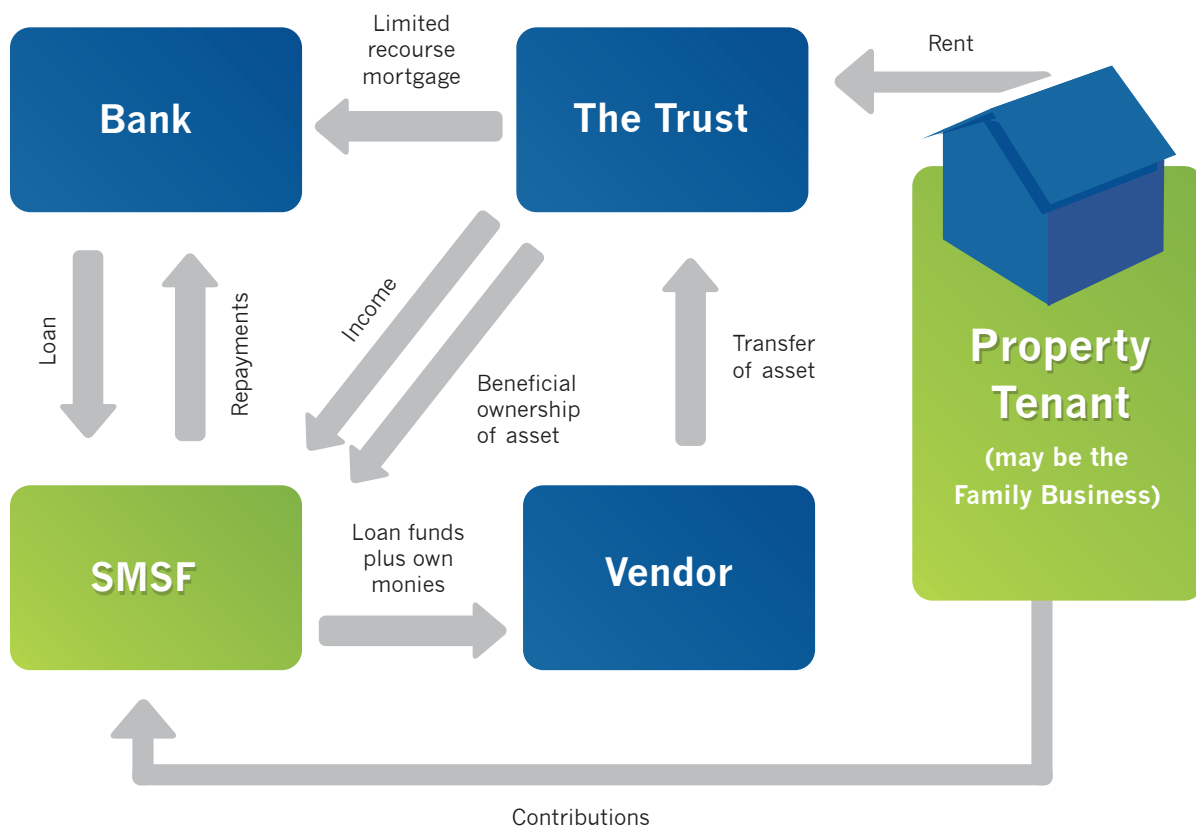 Limited
recourse
mortgage
Rent
Bank
The Trust
Loan
Repayments
Income
Beneficial
ownership
of asset
Transfer
of asset
Property
Tenant
(may be the
Family Business)
SMSF
Loan funds
plus own
monies
Vendor
Contributions